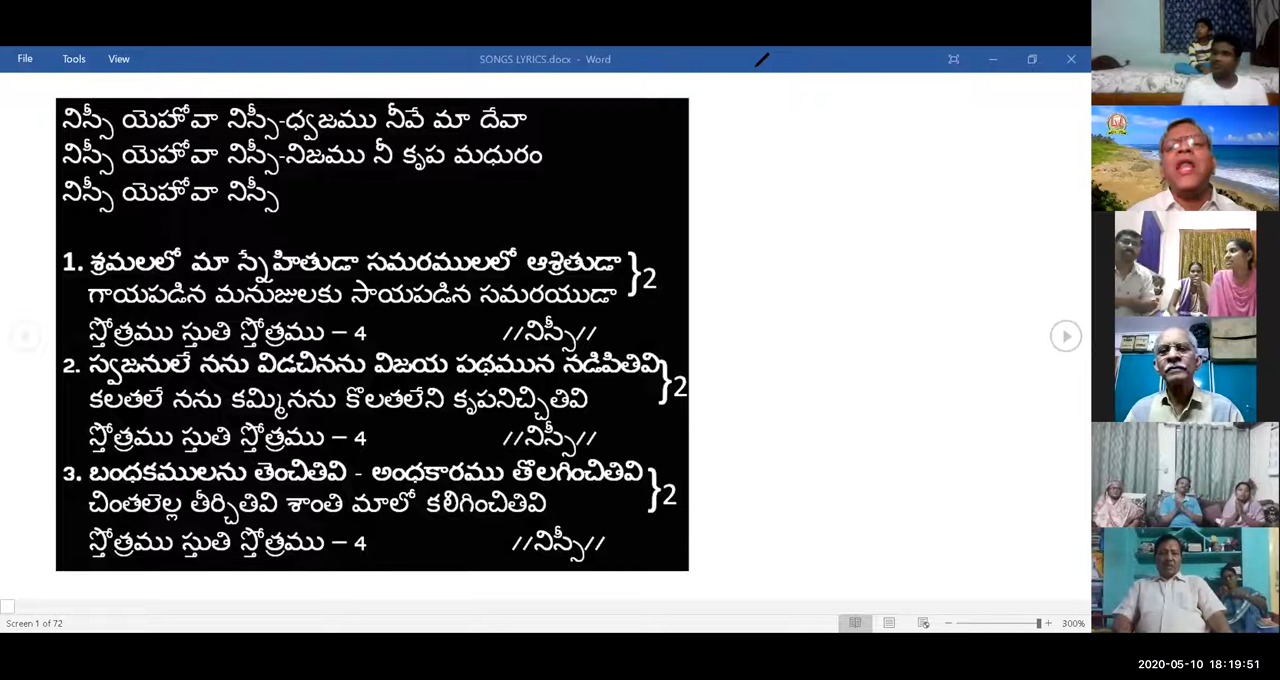 File Tools View SONGS LYRICS.docx - Word
నిస్సీ యెహోవా నిస్సీ-ధ్వజము నీవే మా దేవా
నిస్సీ యెహోవా నిస్సీ-నిజము నీ కృప మధురం
నిస్సీ యెహోవా నిస్సీ
1. శ్రమలలో మా స్నేహితుడా సమరములలో ఆశ్రితుడా }2
గాయపడిన మనుజులకు సాయపడిన సమరయుడా
స్తోత్రము స్తుతి స్తోత్రము – 4 //నిస్సీ//
2. స్వజనులే నను విడచినను విజయ పథమున నడిపితివి }2
కలతలే నను కమ్మినను కొలతలేని కృపనిచ్చితివి
స్తోత్రము స్తుతి స్తోత్రము – 4 //నిస్సీ//
3. బంధకములను తెంచితివి - అంధకారము తొలగించితివి }2
చింతలెల్ల తీర్చితివి శాంతి మాలో కలిగించితివి
స్తోత్రము స్తుతి స్తోత్రము – 4 //నిస్సీ//
Screen 1 of 72 300%
2020-05-10 18:19:51